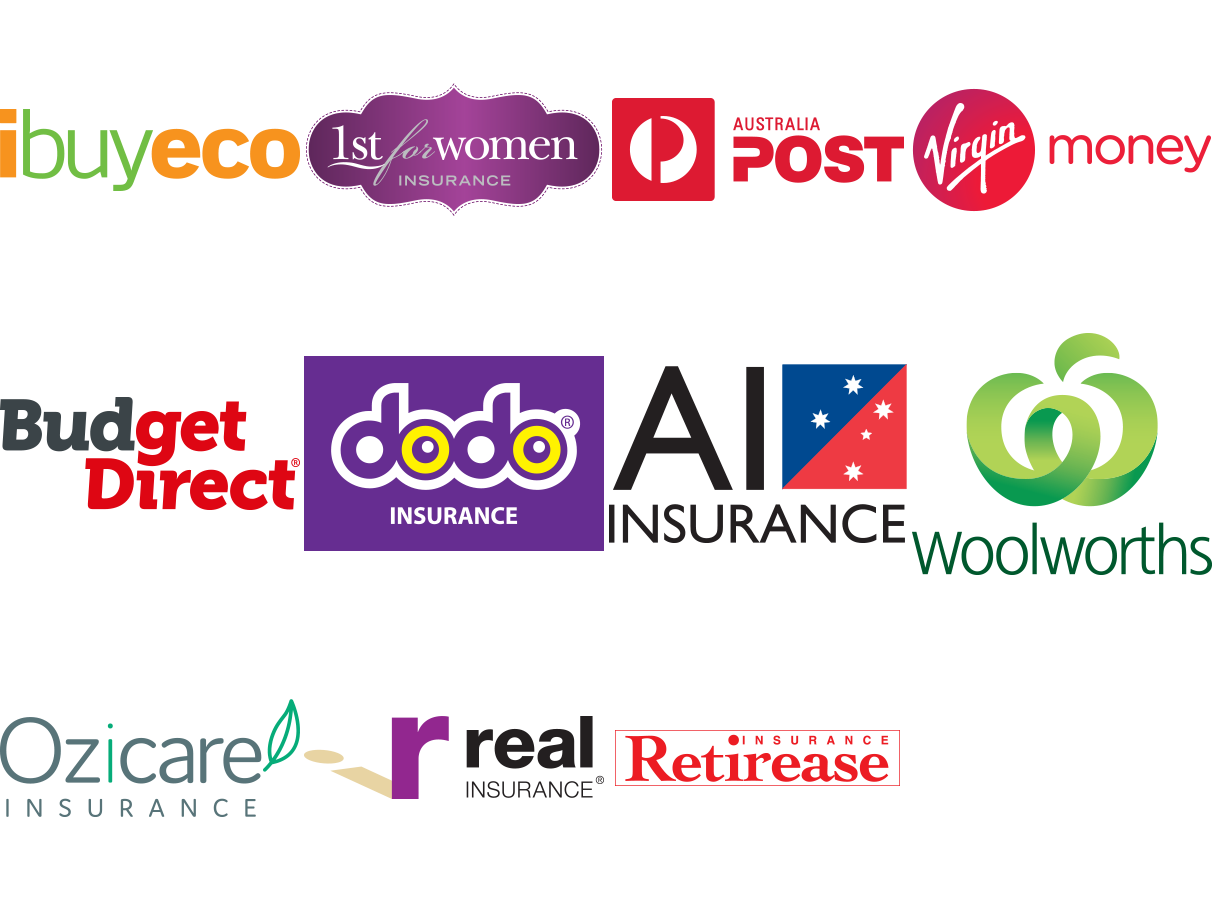 ibuyeco
1st for women
INSURANCE
AUSTRALIA
POST
Virgin money
Budget
Direct®
dodo®
INSURANCE
AI
INSURANCE
Woolworths
Ozicare
INSURANCE
r real
INSURANCE®
INSURANCE
Retirease